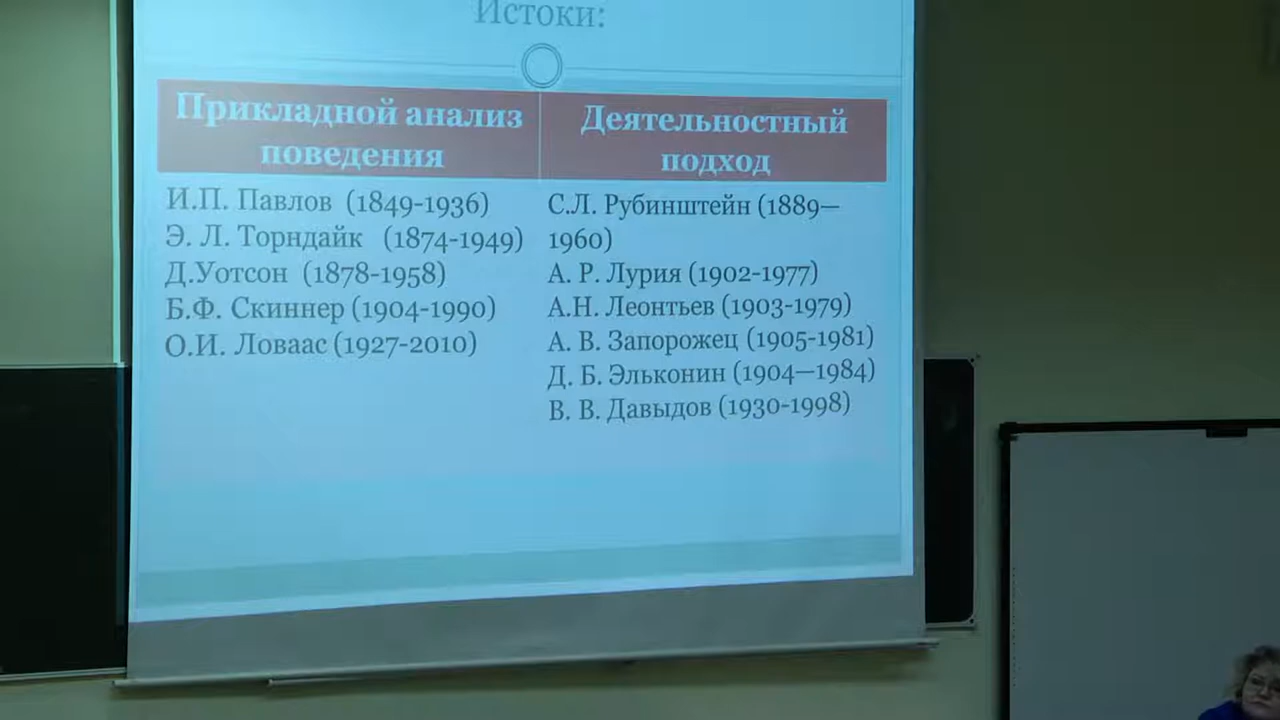 Истоки:
Прикладной анализ
поведения
Деятельностный
подход
И.П. Павлов (1849-1936)
Э. Л. Торндайк (1874-1949)
Д.Уотсон (1878-1958)
Б.Ф. Скиннер (1904-1990)
О.И. Ловаас (1927-2010)
С.Л. Рубинштейн (1889—
1960)
А. Р. Лурия (1902-1977)
А.Н. Леонтьев (1903-1979)
А. В. Запорожец (1905-1981)
Д. Б. Эльконин (1904—1984)
В. В. Давыдов (1930-1998)